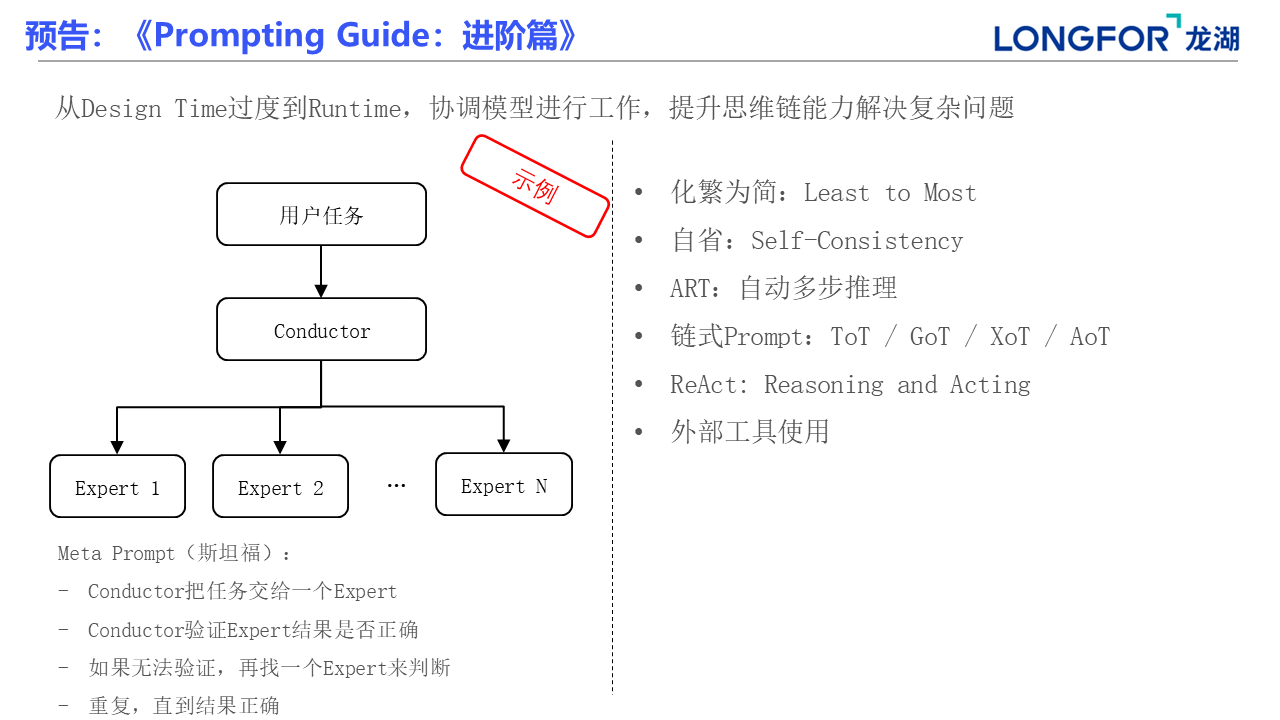 预告：《Prompting Guide：进阶篇》
LONGFOR 龙湖
从Design Time过度到Runtime，协调模型进行工作，提升思维链能力解决复杂问题
示例
用户任务
Conductor
Expert 1
Expert 2
…
Expert N
Meta Prompt（斯坦福）：
- Conductor把任务交给一个Expert
- Conductor验证Expert结果是否正确
- 如果无法验证，再找一个Expert来判断
- 重复，直到结果正确
• 化繁为简：Least to Most
• 自省：Self-Consistency
• ART：自动多步推理
• 链式Prompt：ToT / GoT / XoT / AoT
• ReAct: Reasoning and Acting
• 外部工具使用